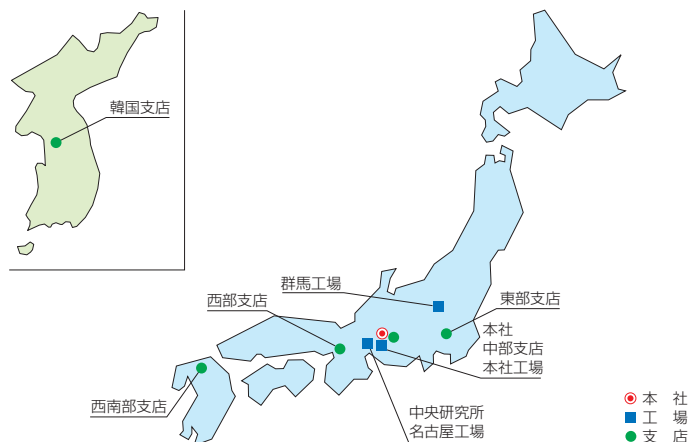 韓国支店
群馬工場
西部支店
東部支店
本社
中部支店
本社工場
西南部支店
中央研究所
名古屋工場
本　社
工　場
支　店